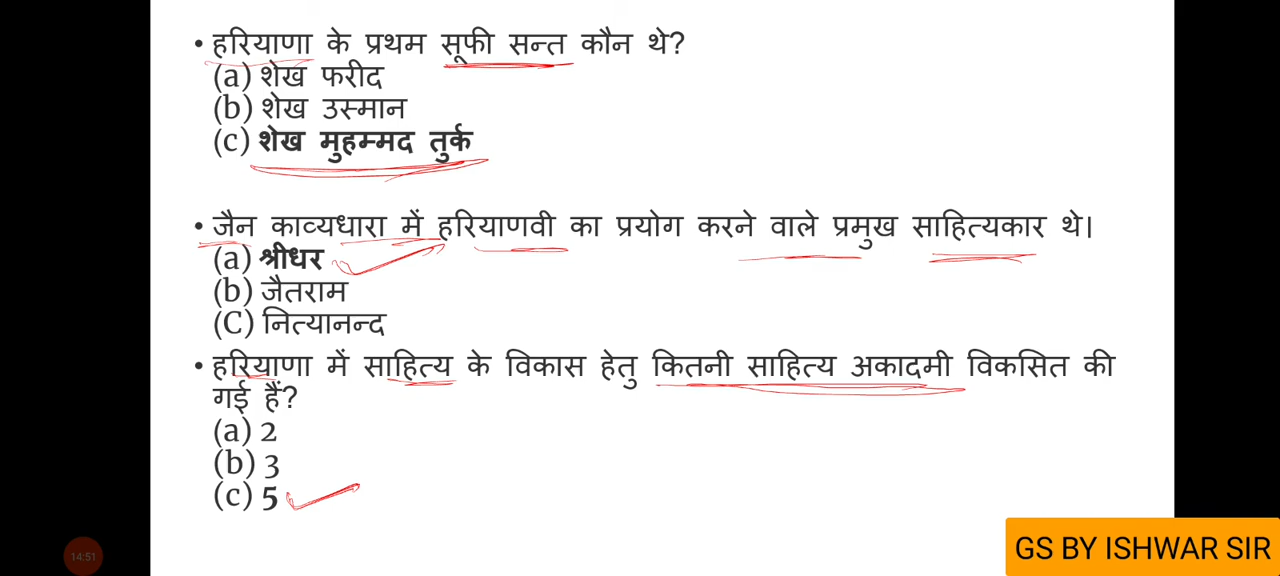 • हरियाणा के प्रथम सूफी सन्त कौन थे?
(a) शेख फरीद
(b) शेख उस्मान
(c) शेख मुहम्मद तुर्क
• जैन काव्यधारा में हरियाणवी का प्रयोग करने वाले प्रमुख साहित्यकार थे।
(a) श्रीधर
(b) जैतराम
(C) नित्यानन्द
• हरियाणा में साहित्य के विकास हेतु कितनी साहित्य अकादमी विकसित की
गई हैं?
(a) 2
(b) 3
(c) 5
14:51
GS BY ISHWAR SIR